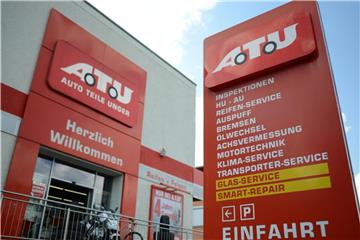 ATU
AUTO TEILE UNGER
Herzlich
Willkommen
ATU
INSPEKTIONEN
HU - AU
REIFEN-SERVICE
AUSPUFF
BREMSEN
ÖLWECHSEL
ACHSVERMESSUNG
MOTORTECHNIK
KLIMA-SERVICE
TRANSPORTER-SERVICE
GLAS-SERVICE
SMART-REPAIR
P
EINFAHRT